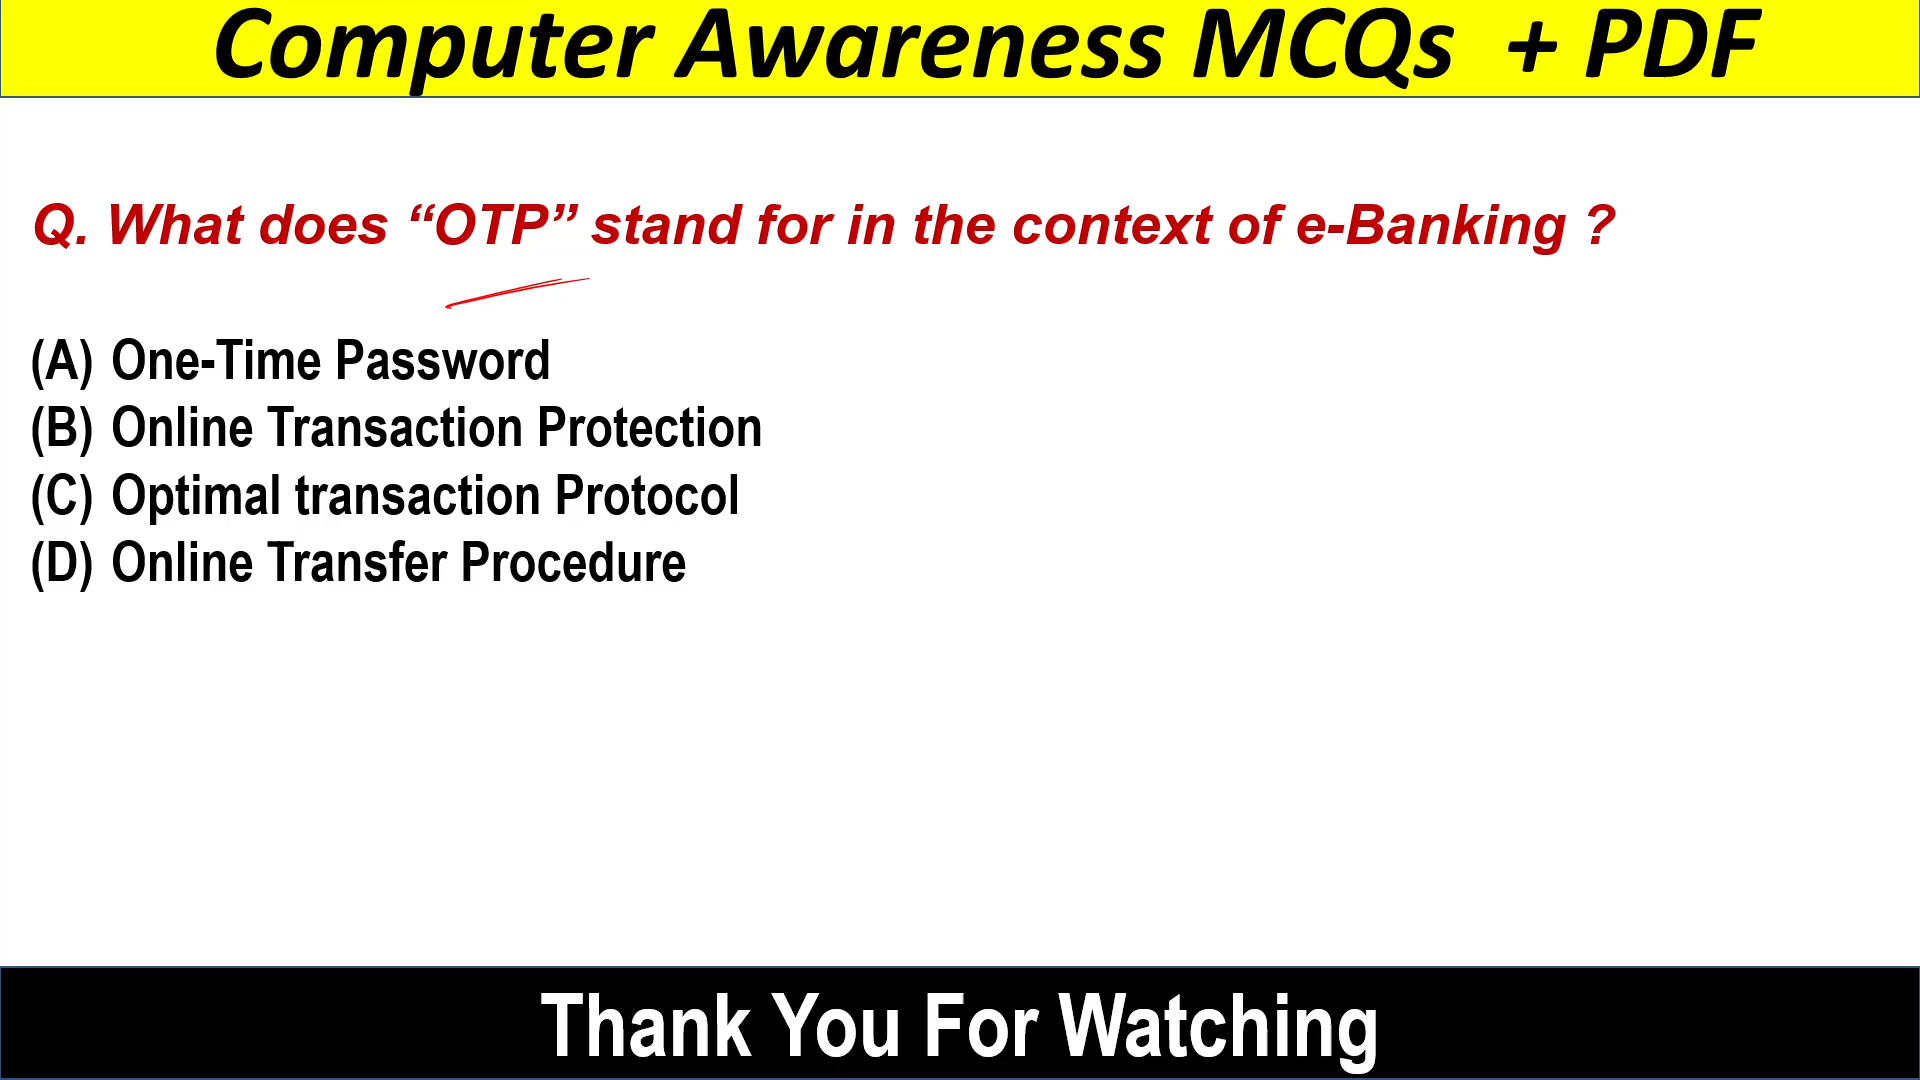 Computer Awareness MCQs + PDF
Q. What does “OTP” stand for in the context of e-Banking ?
(A) One-Time Password
(B) Online Transaction Protection
(C) Optimal transaction Protocol
(D) Online Transfer Procedure
Thank You For Watching